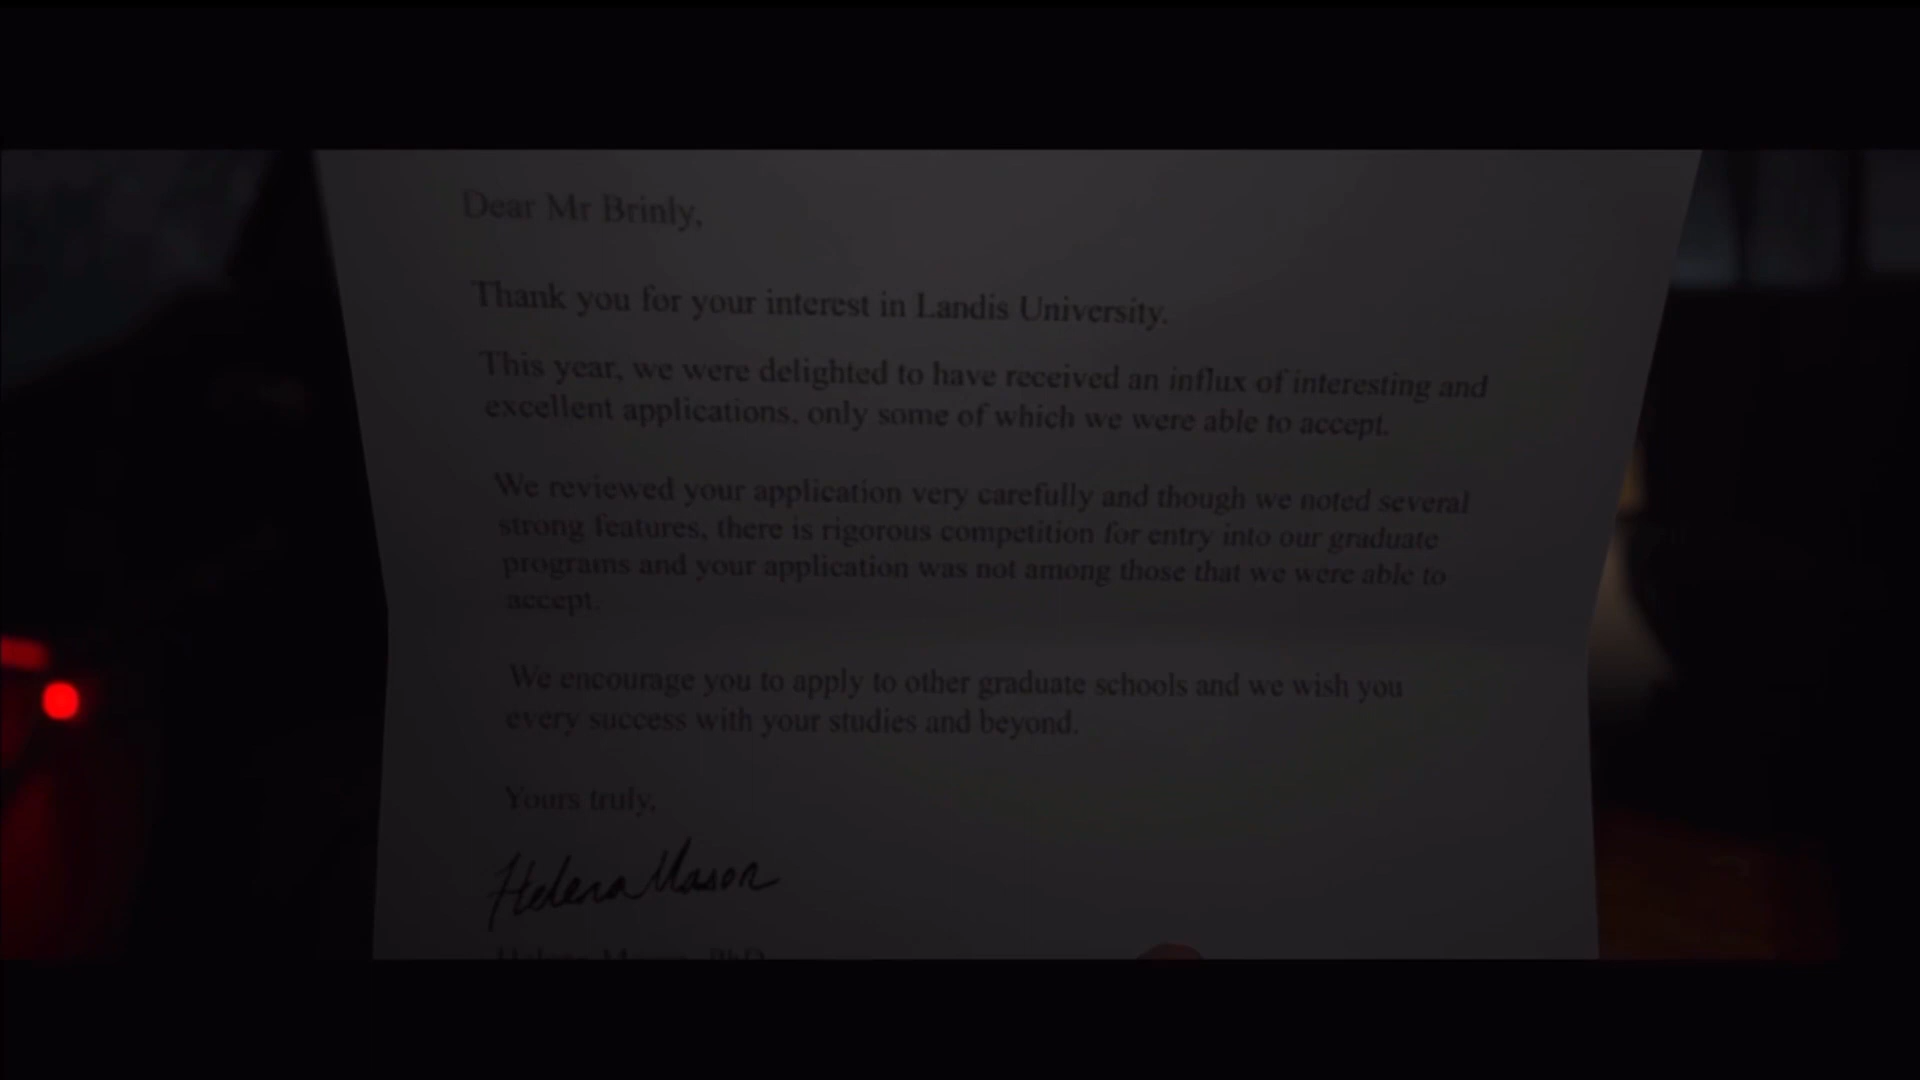 Dear Mr Brinly,
Thank you for your interest in Landis University.
This year, we were delighted to have received an influx of interesting and
excellent applications. only some of which we were able to accept.
We reviewed your application very carefully and though we noted several
strong features, there is rigorous competition for entry into our graduate
programs and your application was not among those that we were able to
accept.
We encourage you to apply to other graduate schools and we wish you
every success with your studies and beyond.
Yours truly,
Helena Mason
Helena Mason, PhD